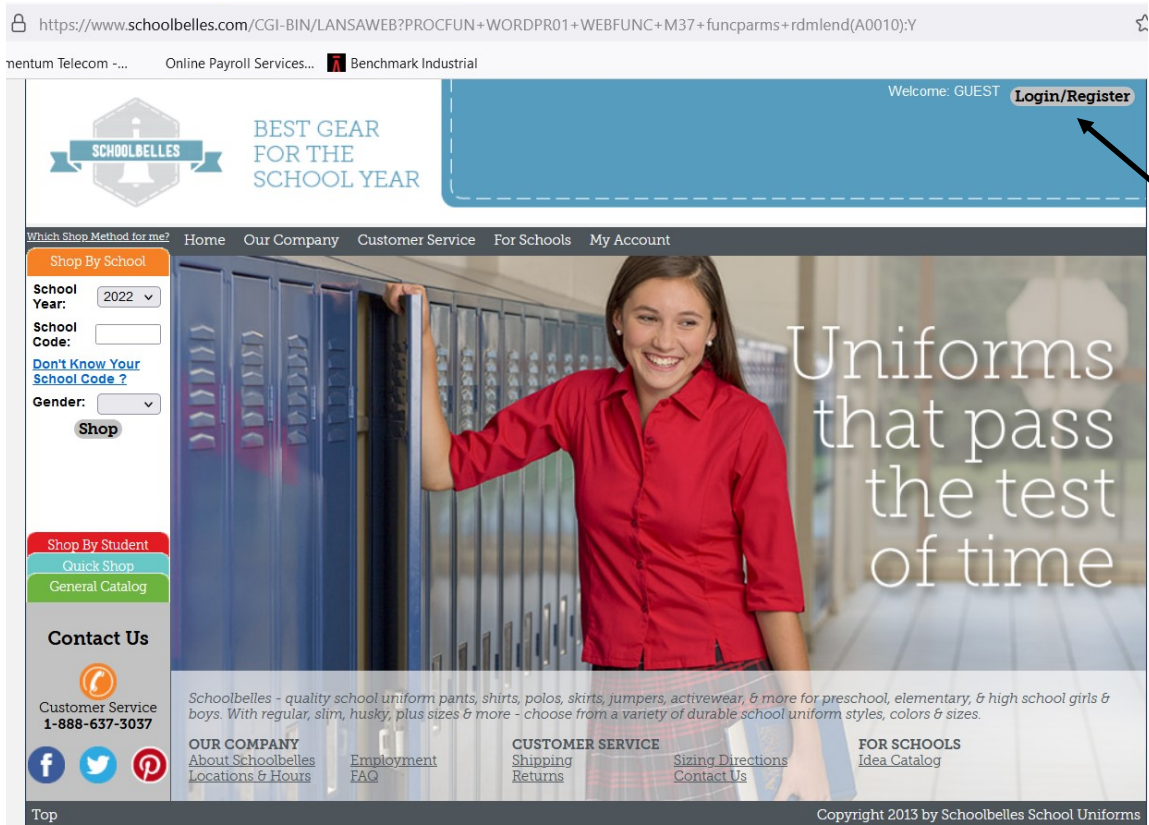 https://www.schoolbelles.com/CGI-BIN/LANSAWEB?PROCFUN+WORDPR01+WEBFUNC+M37+funcparms+rdmlend(A0010):Y
mentum Telecom -... Online Payroll Services... Benchmark Industrial
Welcome: GUEST Login/Register
SCHOOLBELLES
BEST GEAR
FOR THE
SCHOOL YEAR
Which Shop Method for me? Home Our Company Customer Service For Schools My Account
Shop By School
School
Year: 2022
School
Code:
Don't Know Your
School Code ?
Gender:
Shop
Uniforms
that pass
the test
of time
Shop By Student
Quick Shop
General Catalog
Contact Us
Customer Service
1-888-637-3037
Schoolbelles - quality school uniform pants, shirts, polos, skirts, jumpers, activewear, & more for preschool, elementary, & high school girls &
boys. With regular, slim, husky, plus sizes & more - choose from a variety of durable school uniform styles, colors & sizes.
OUR COMPANY CUSTOMER SERVICE FOR SCHOOLS
About Schoolbelles Employment Shipping Sizing Directions Idea Catalog
Locations & Hours FAQ Returns Contact Us
Top Copyright 2013 by Schoolbelles School Uniforms